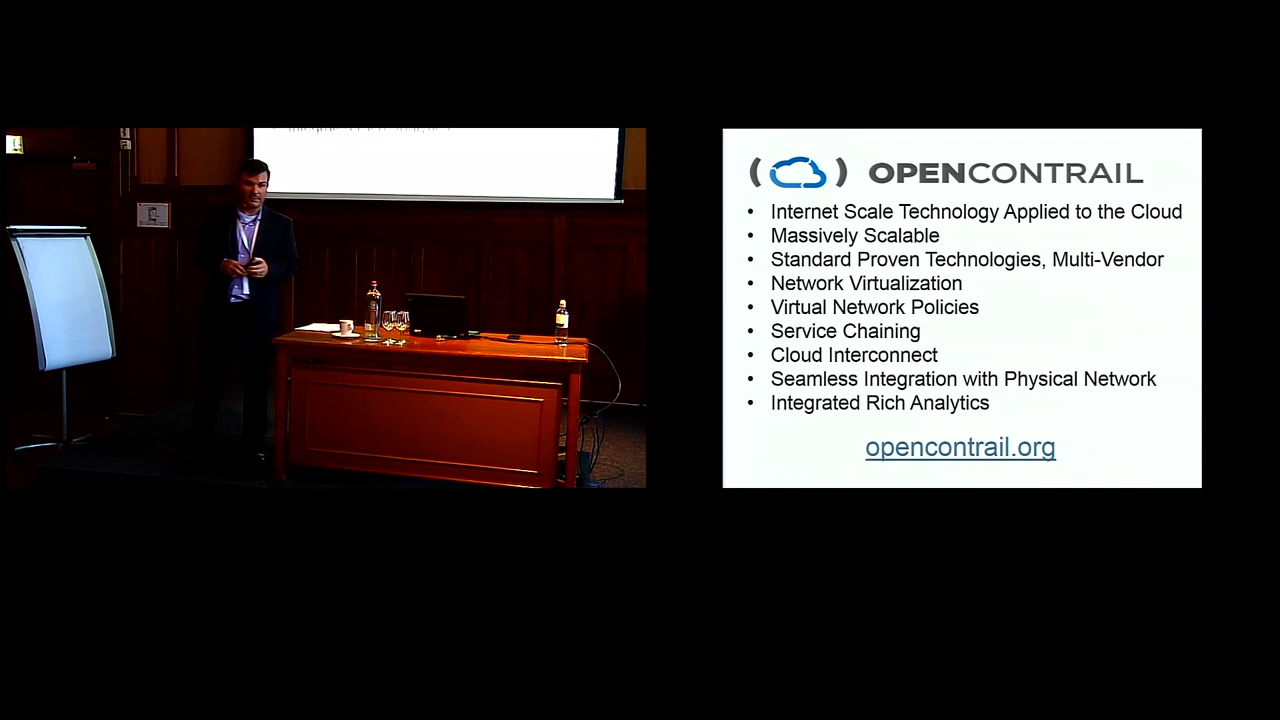 OPENCONTRAIL
• Internet Scale Technology Applied to the Cloud
• Massively Scalable
• Standard Proven Technologies, Multi-Vendor
• Network Virtualization
• Virtual Network Policies
• Service Chaining
• Cloud Interconnect
• Seamless Integration with Physical Network
• Integrated Rich Analytics
opencontrail.org